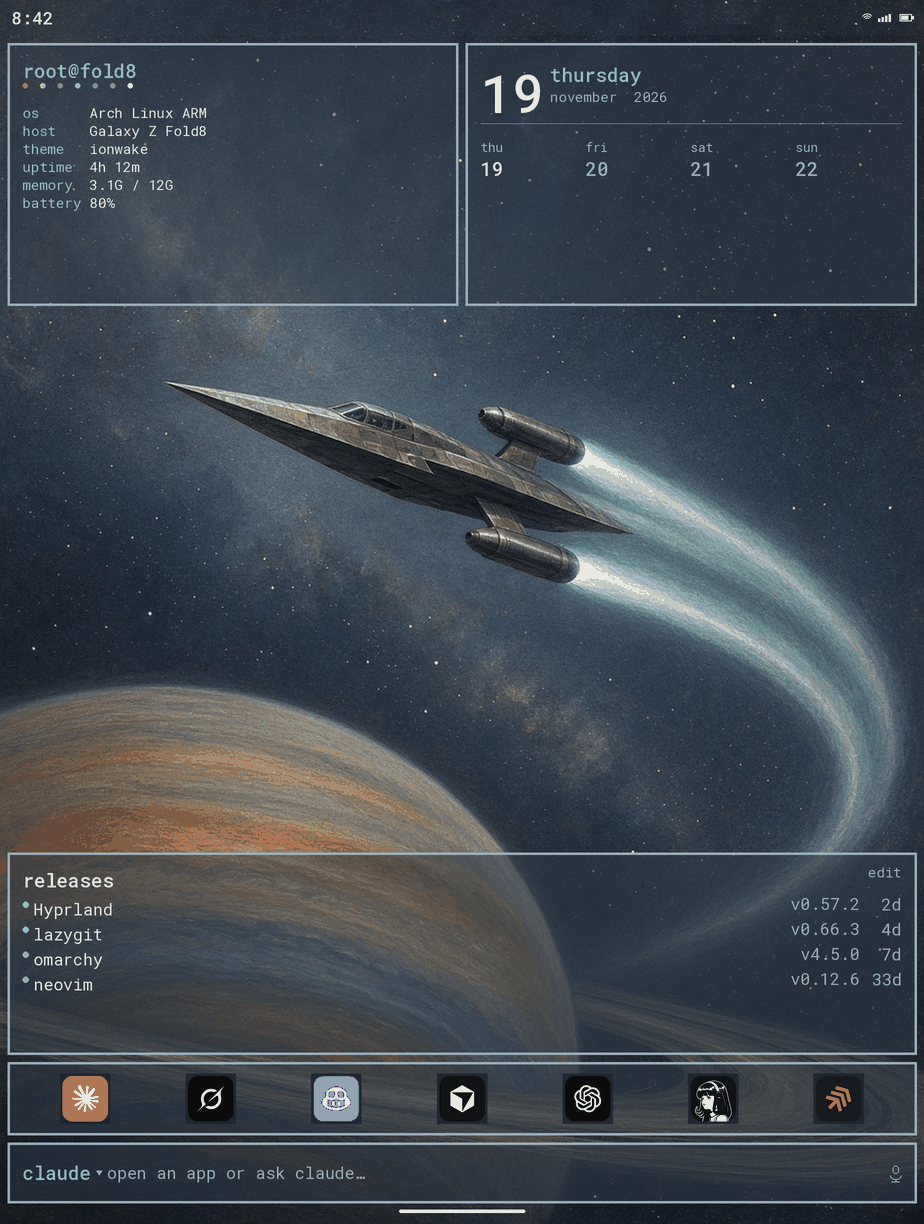 8:42
root@fold8
os Arch Linux ARM
host Galaxy Z Fold8
theme ionwake
uptime 4h 12m
memory 3.1G / 12G
battery 80%
19 thursday
november 2026
thu fri sat sun
19 20 21 22
releases edit
Hyprland v0.57.2 2d
lazygit v0.66.3 4d
omarchy v4.5.0 7d
neovim v0.12.6 33d
claude open an app or ask claude…